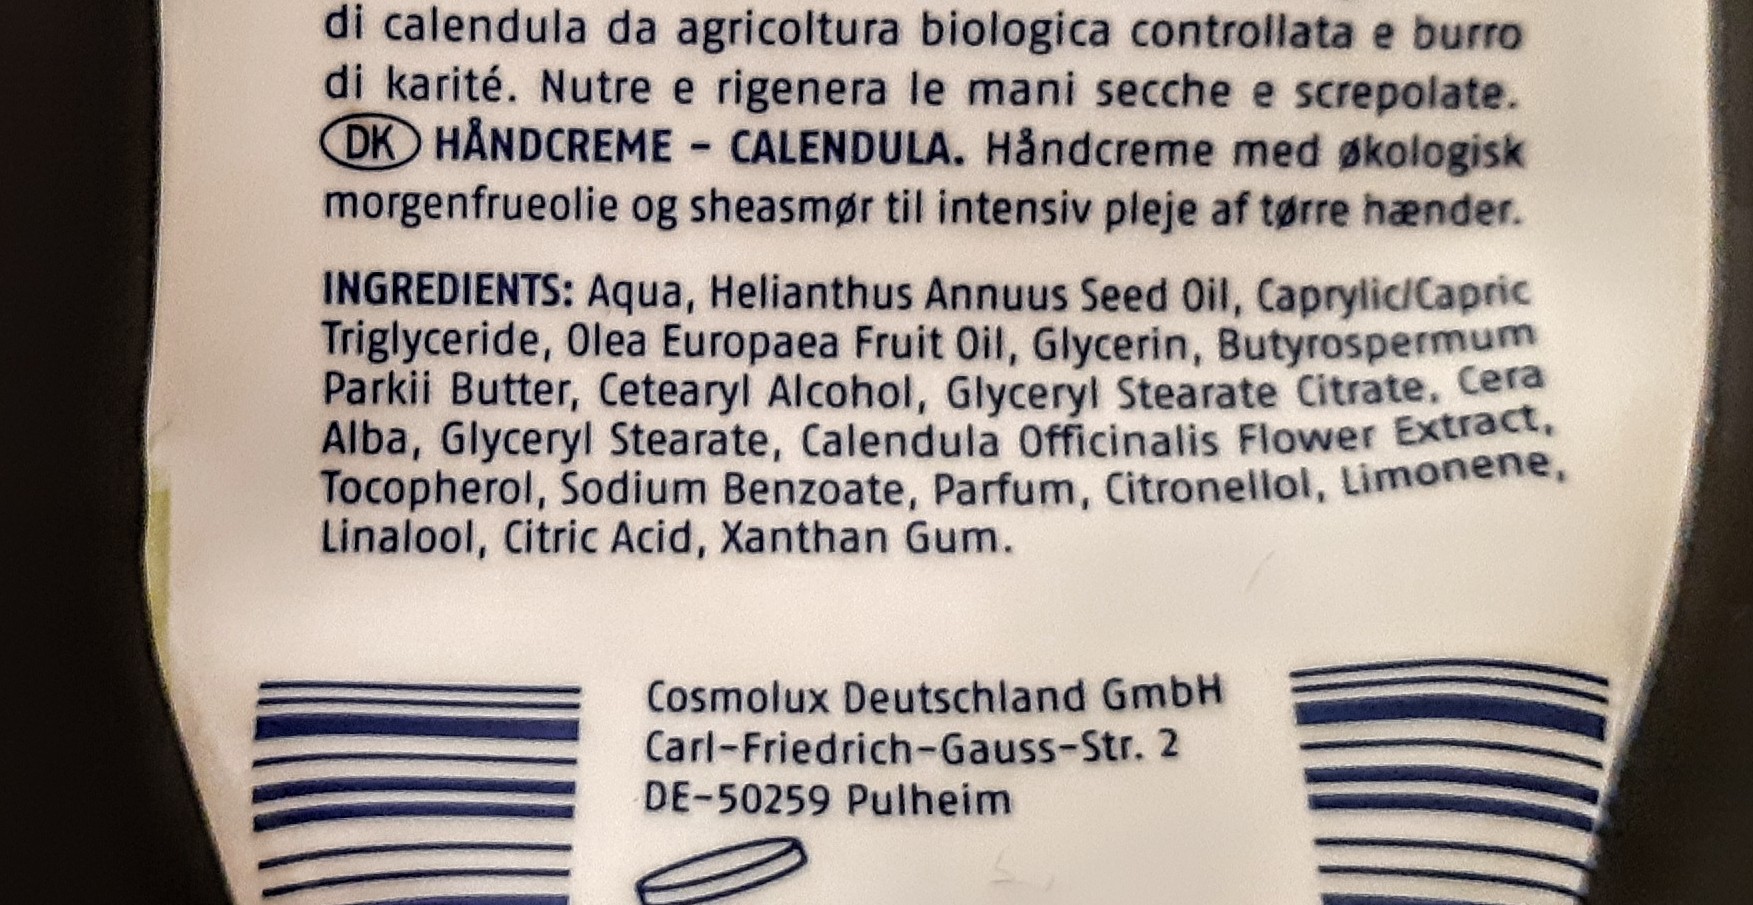 di calendula da agricoltura biologica controllata e burro
di karité. Nutre e rigenera le mani secche e screpolate.
DK HÅNDCREME - CALENDULA. Håndcreme med økologisk
morgenfrueolie og sheasmør til intensiv pleje af tørre hænder.
INGREDIENTS: Aqua, Helianthus Annuus Seed Oil, Caprylic/Capric
Triglyceride, Olea Europaea Fruit Oil, Glycerin, Butyrospermum
Parkii Butter, Cetearyl Alcohol, Glyceryl Stearate Citrate, Cera
Alba, Glyceryl Stearate, Calendula Officinalis Flower Extract,
Tocopherol, Sodium Benzoate, Parfum, Citronellol, Limonene,
Linalool, Citric Acid, Xanthan Gum.
Cosmolux Deutschland GmbH
Carl-Friedrich-Gauss-Str. 2
DE-50259 Pulheim